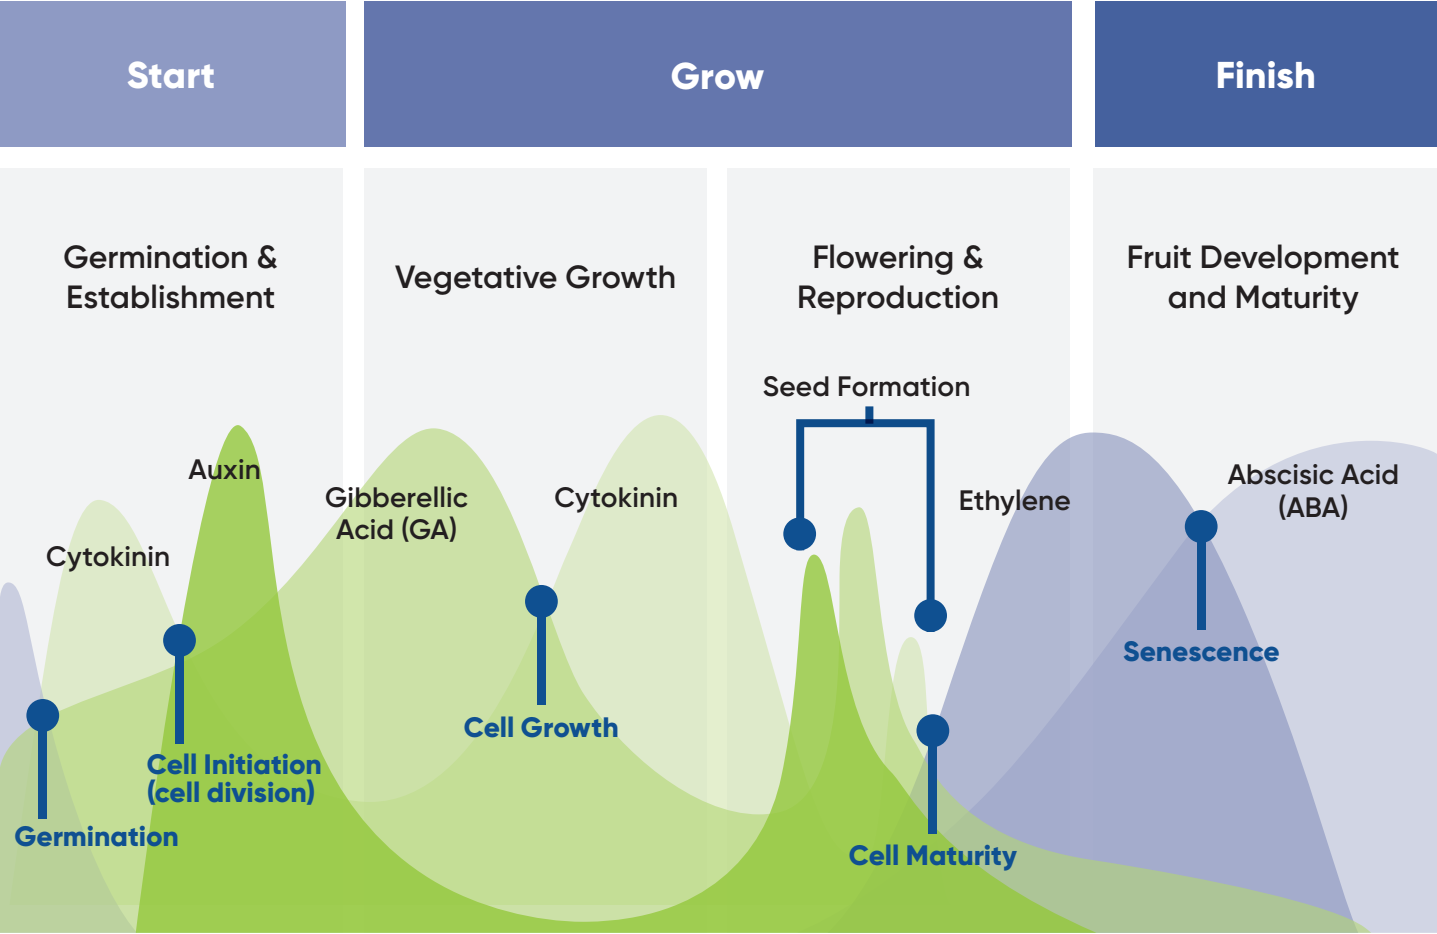 Start
Grow
Finish
Germination &
Establishment
Vegetative Growth
Flowering &
Reproduction
Fruit Development
and Maturity
Seed Formation
Auxin
Gibberellic
Acid (GA)
Cytokinin
Ethylene
Abscisic Acid
(ABA)
Cytokinin
Senescence
Cell Growth
Cell Initiation
(cell division)
Germination
Cell Maturity